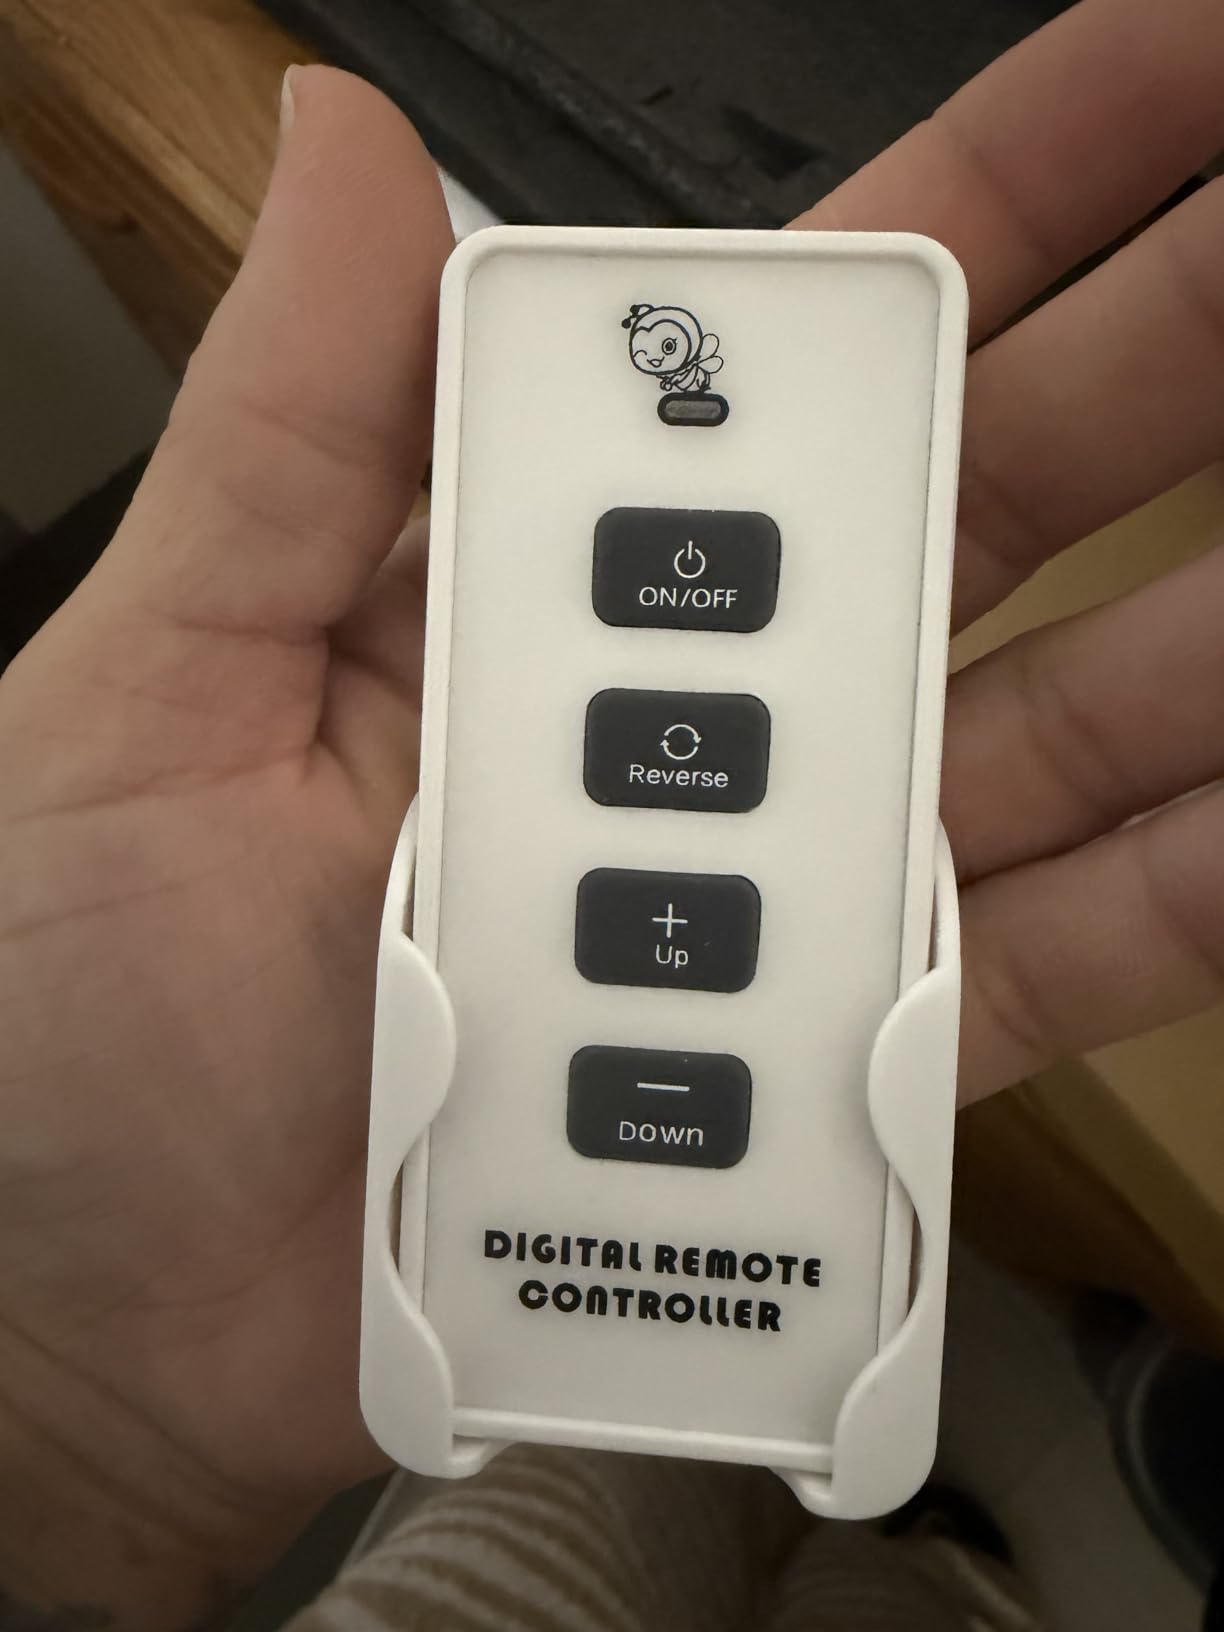 ON/OFF
Reverse
+
Up
—
Down
DIGITAL REMOTE
CONTROLLER